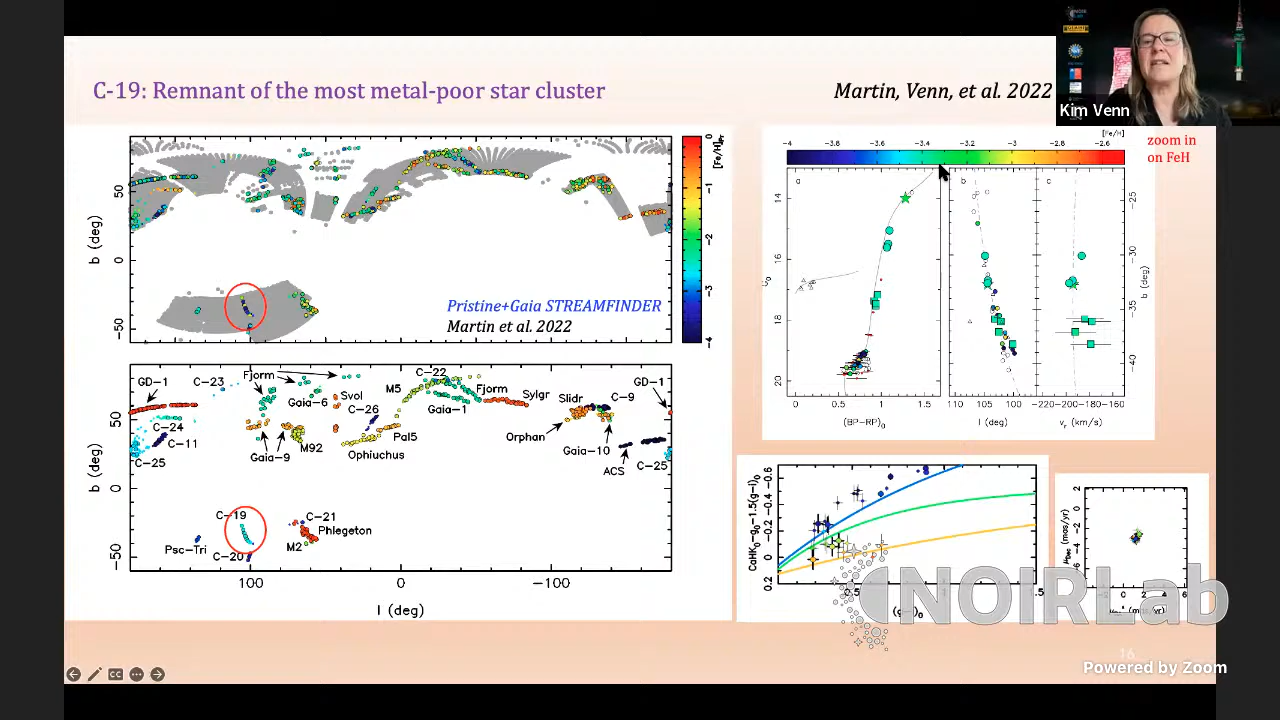 C-19: Remnant of the most metal-poor star cluster
Martin, Venn, et al. 2022
Kim Venn
[Fe/H]Pr
0
-1
-2
-3
-4
b (deg)
50
0
-50
Pristine+Gaia STREAMFINDER
Martin et al. 2022
GD-1
C-23
Fjorm
Gaia-6
Svol
C-26
M5
C-22
Gaia-1
Fjorm
Sylgr
Slidr
C-9
GD-1
C-24
C-11
C-25
Gaia-9
M92
Ophiuchus
Pal5
Orphan
Gaia-10
ACS
C-25
C-19
C-21
Phlegeton
M2
Psc-Tri
C-20
b (deg)
50
0
-50
100
0
-100
l (deg)
[Fe/H]
zoom in
on FeH
-4
-3.8
-3.6
-3.4
-3.2
-3
-2.8
-2.6
a
b
c
14
16
18
20
0
0.5
1
1.5
(BP-RP)0
110
105
100
l (deg)
-220-200-180-160
vr (km/s)
-25
-30
-35
-40
b (deg)
CaHK0-g0-1.5(g-i)0
-0.6
-0.4
-0.2
0
0.2
2
0
-2
-4
-2
0
2
4
6
NOIRLab
16
Powered by Zoom
CC